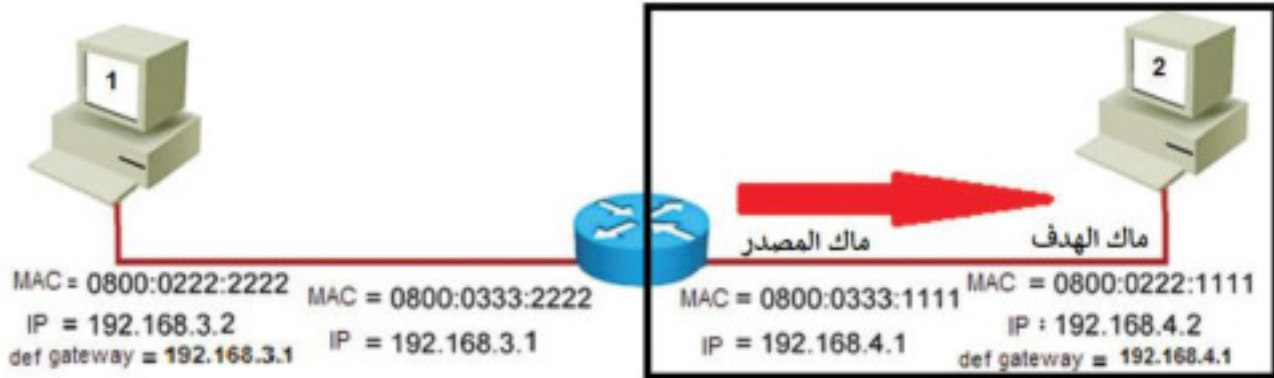 1
2
ماك المصدر
ماك الهدف
MAC = 0800:0222:2222
IP = 192.168.3.2
def gateway = 192.168.3.1
MAC = 0800:0333:2222
IP = 192.168.3.1
MAC = 0800:0333:1111
IP = 192.168.4.1
MAC = 0800:0222:1111
IP : 192.168.4.2
def gateway = 192.168.4.1